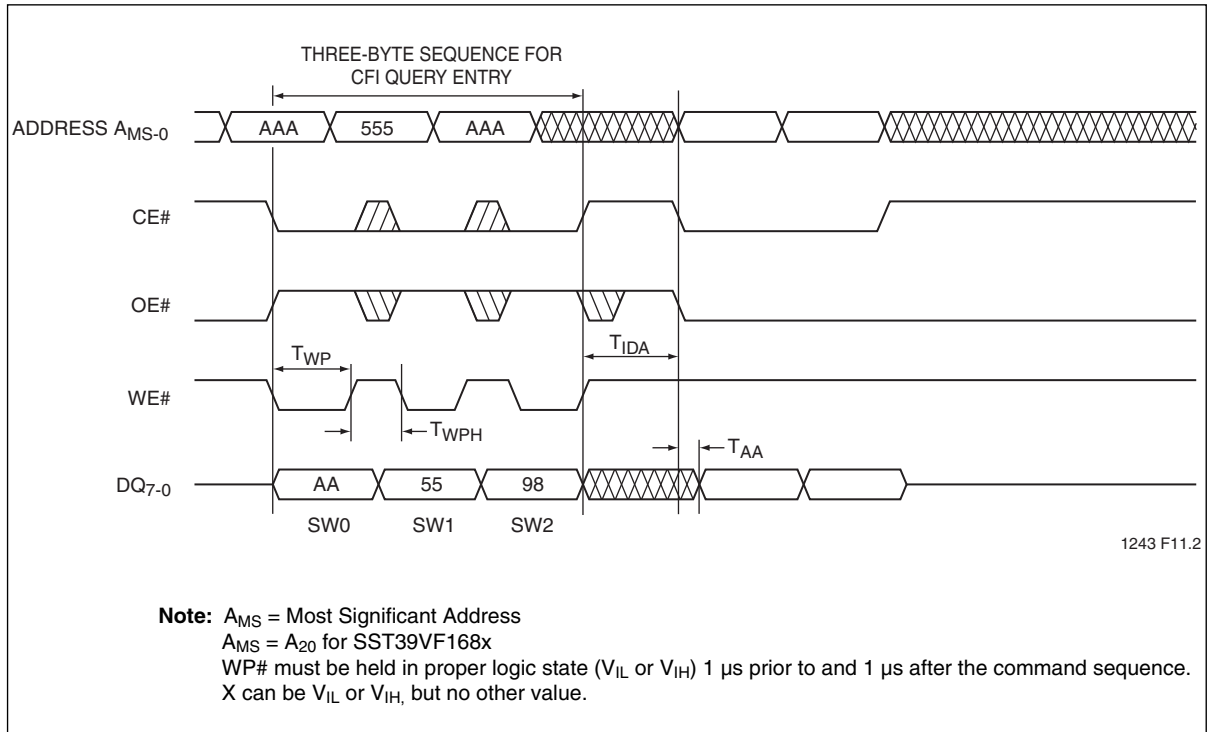 THREE-BYTE SEQUENCE FOR
CFI QUERY ENTRY
ADDRESS AMS-0
AAA 555 AAA
CE#
OE#
TWP
TIDA
WE#
TWPH
TAA
DQ7-0
AA 55 98
SW0 SW1 SW2
1243 F11.2
Note: AMS = Most Significant Address
AMS = A20 for SST39VF168x
WP# must be held in proper logic state (VIL or VIH) 1 µs prior to and 1 µs after the command sequence.
X can be VIL or VIH, but no other value.